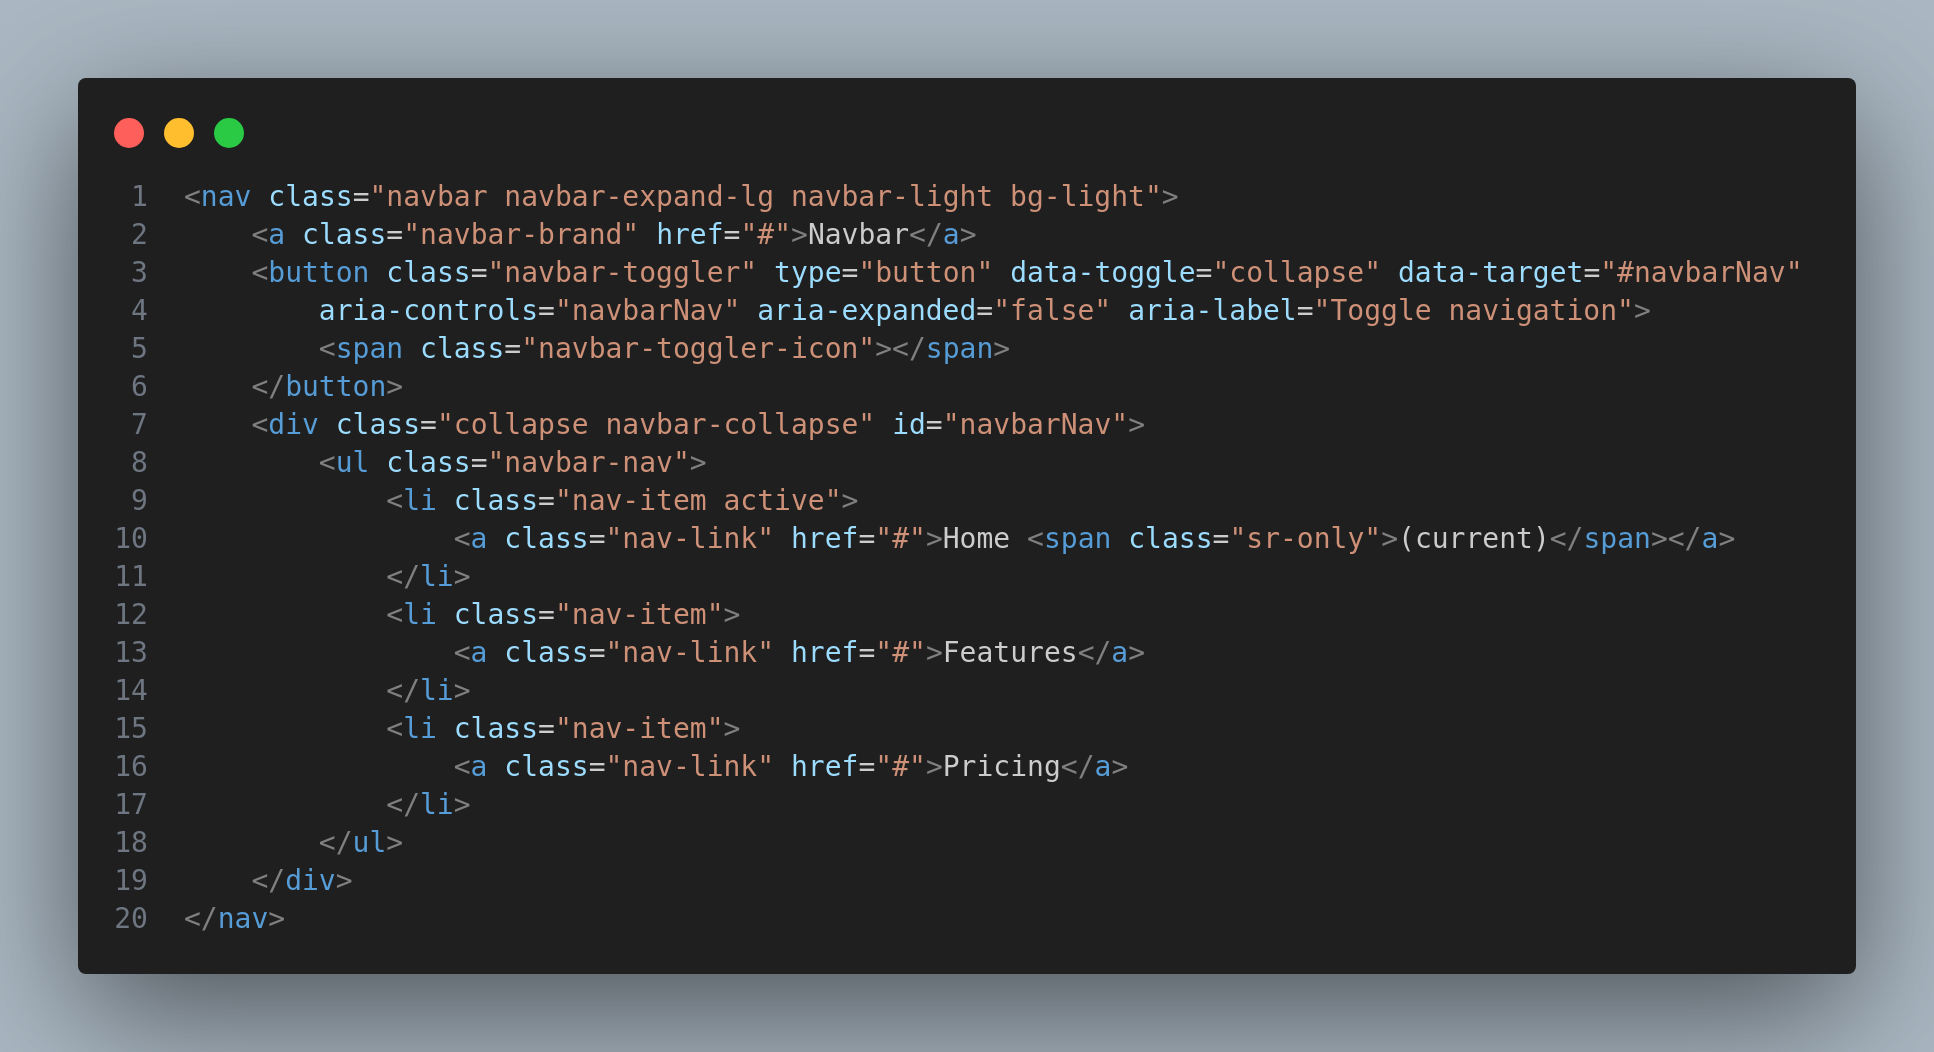 1 <nav class="navbar navbar-expand-lg navbar-light bg-light">
2     <a class="navbar-brand" href="#">Navbar</a>
3     <button class="navbar-toggler" type="button" data-toggle="collapse" data-target="#navbarNav"
4         aria-controls="navbarNav" aria-expanded="false" aria-label="Toggle navigation">
5         <span class="navbar-toggler-icon"></span>
6     </button>
7     <div class="collapse navbar-collapse" id="navbarNav">
8         <ul class="navbar-nav">
9             <li class="nav-item active">
10                 <a class="nav-link" href="#">Home <span class="sr-only">(current)</span></a>
11             </li>
12             <li class="nav-item">
13                 <a class="nav-link" href="#">Features</a>
14             </li>
15             <li class="nav-item">
16                 <a class="nav-link" href="#">Pricing</a>
17             </li>
18         </ul>
19     </div>
20 </nav>